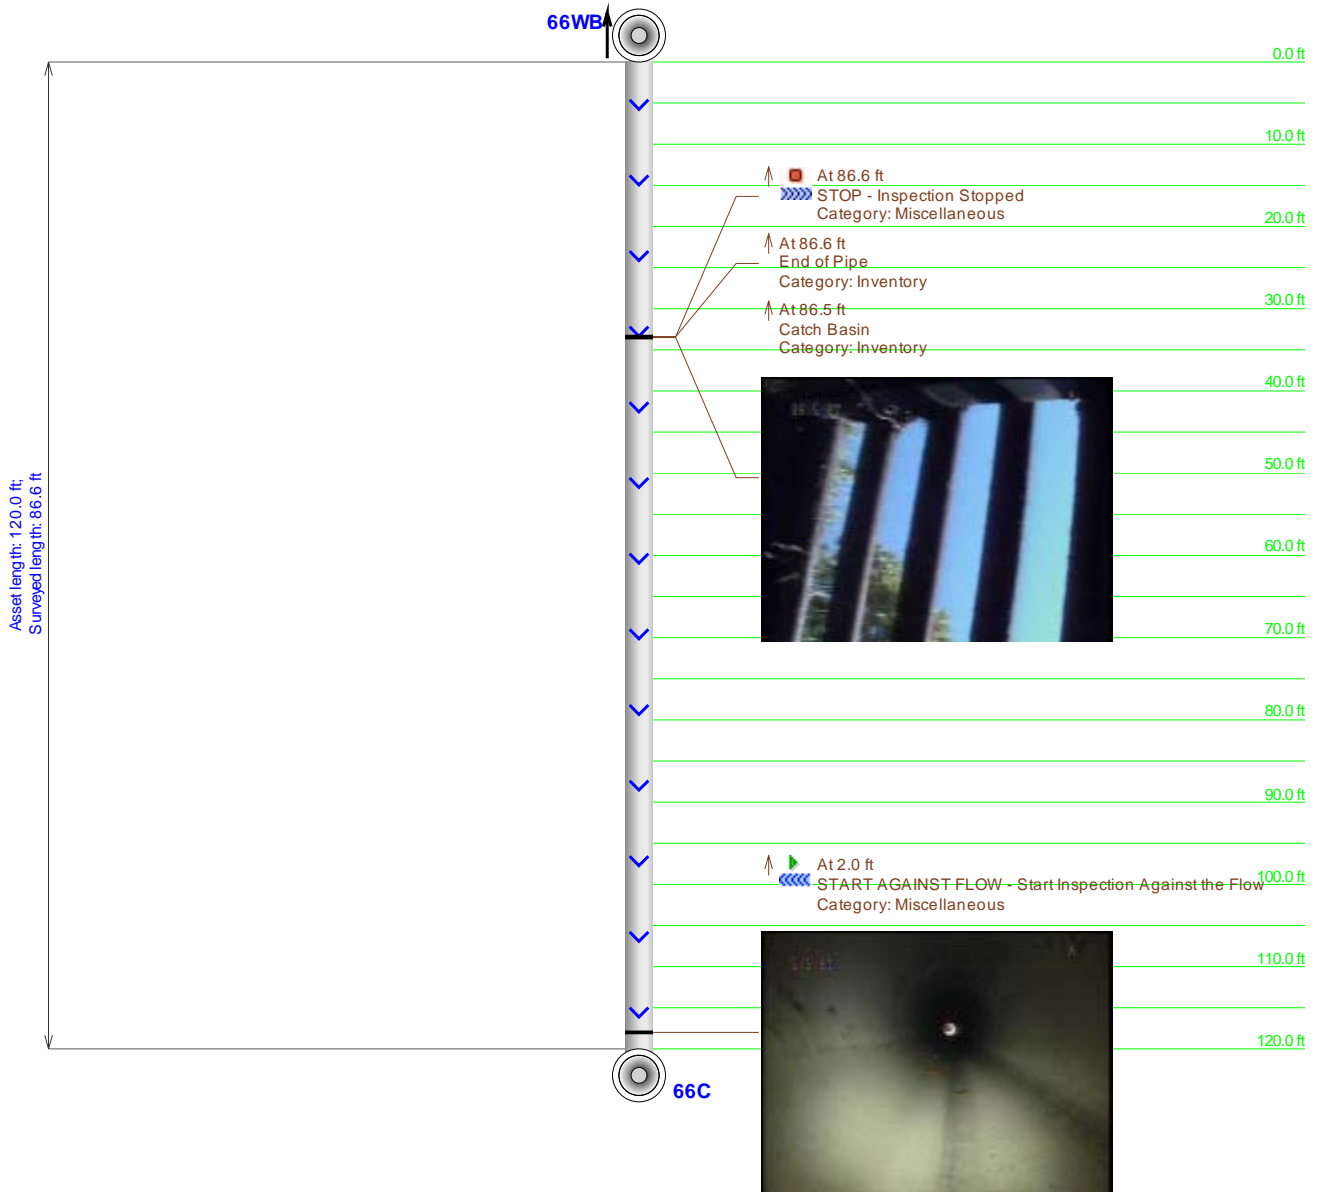 66WB
0.0 ft
10.0 ft
At 86.6 ft
STOP - Inspection Stopped
Category: Miscellaneous
20.0 ft
At 86.6 ft
End of Pipe
Category: Inventory
30.0 ft
At 86.5 ft
Catch Basin
Category: Inventory
40.0 ft
50.0 ft
Asset length: 120.0 ft;
Surveyed length: 86.6 ft
60.0 ft
70.0 ft
80.0 ft
90.0 ft
At 2.0 ft
START AGAINST FLOW - Start Inspection Against the Flow
100.0 ft
Category: Miscellaneous
110.0 ft
120.0 ft
66C